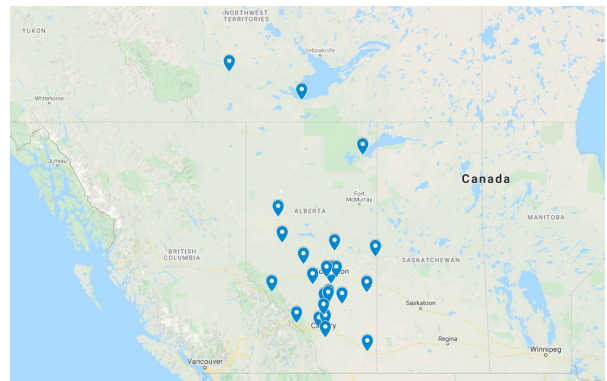 NORTHWEST
TERRITORIES
YUKON
Yellowknife
Whitehorse
Juneau
Canada
Fort
McMurray
ALBERTA
MANITOBA
BRITISH
COLUMBIA
SASKATCHEWAN
Saskatoon
Regina
Winnipeg
Vancouver